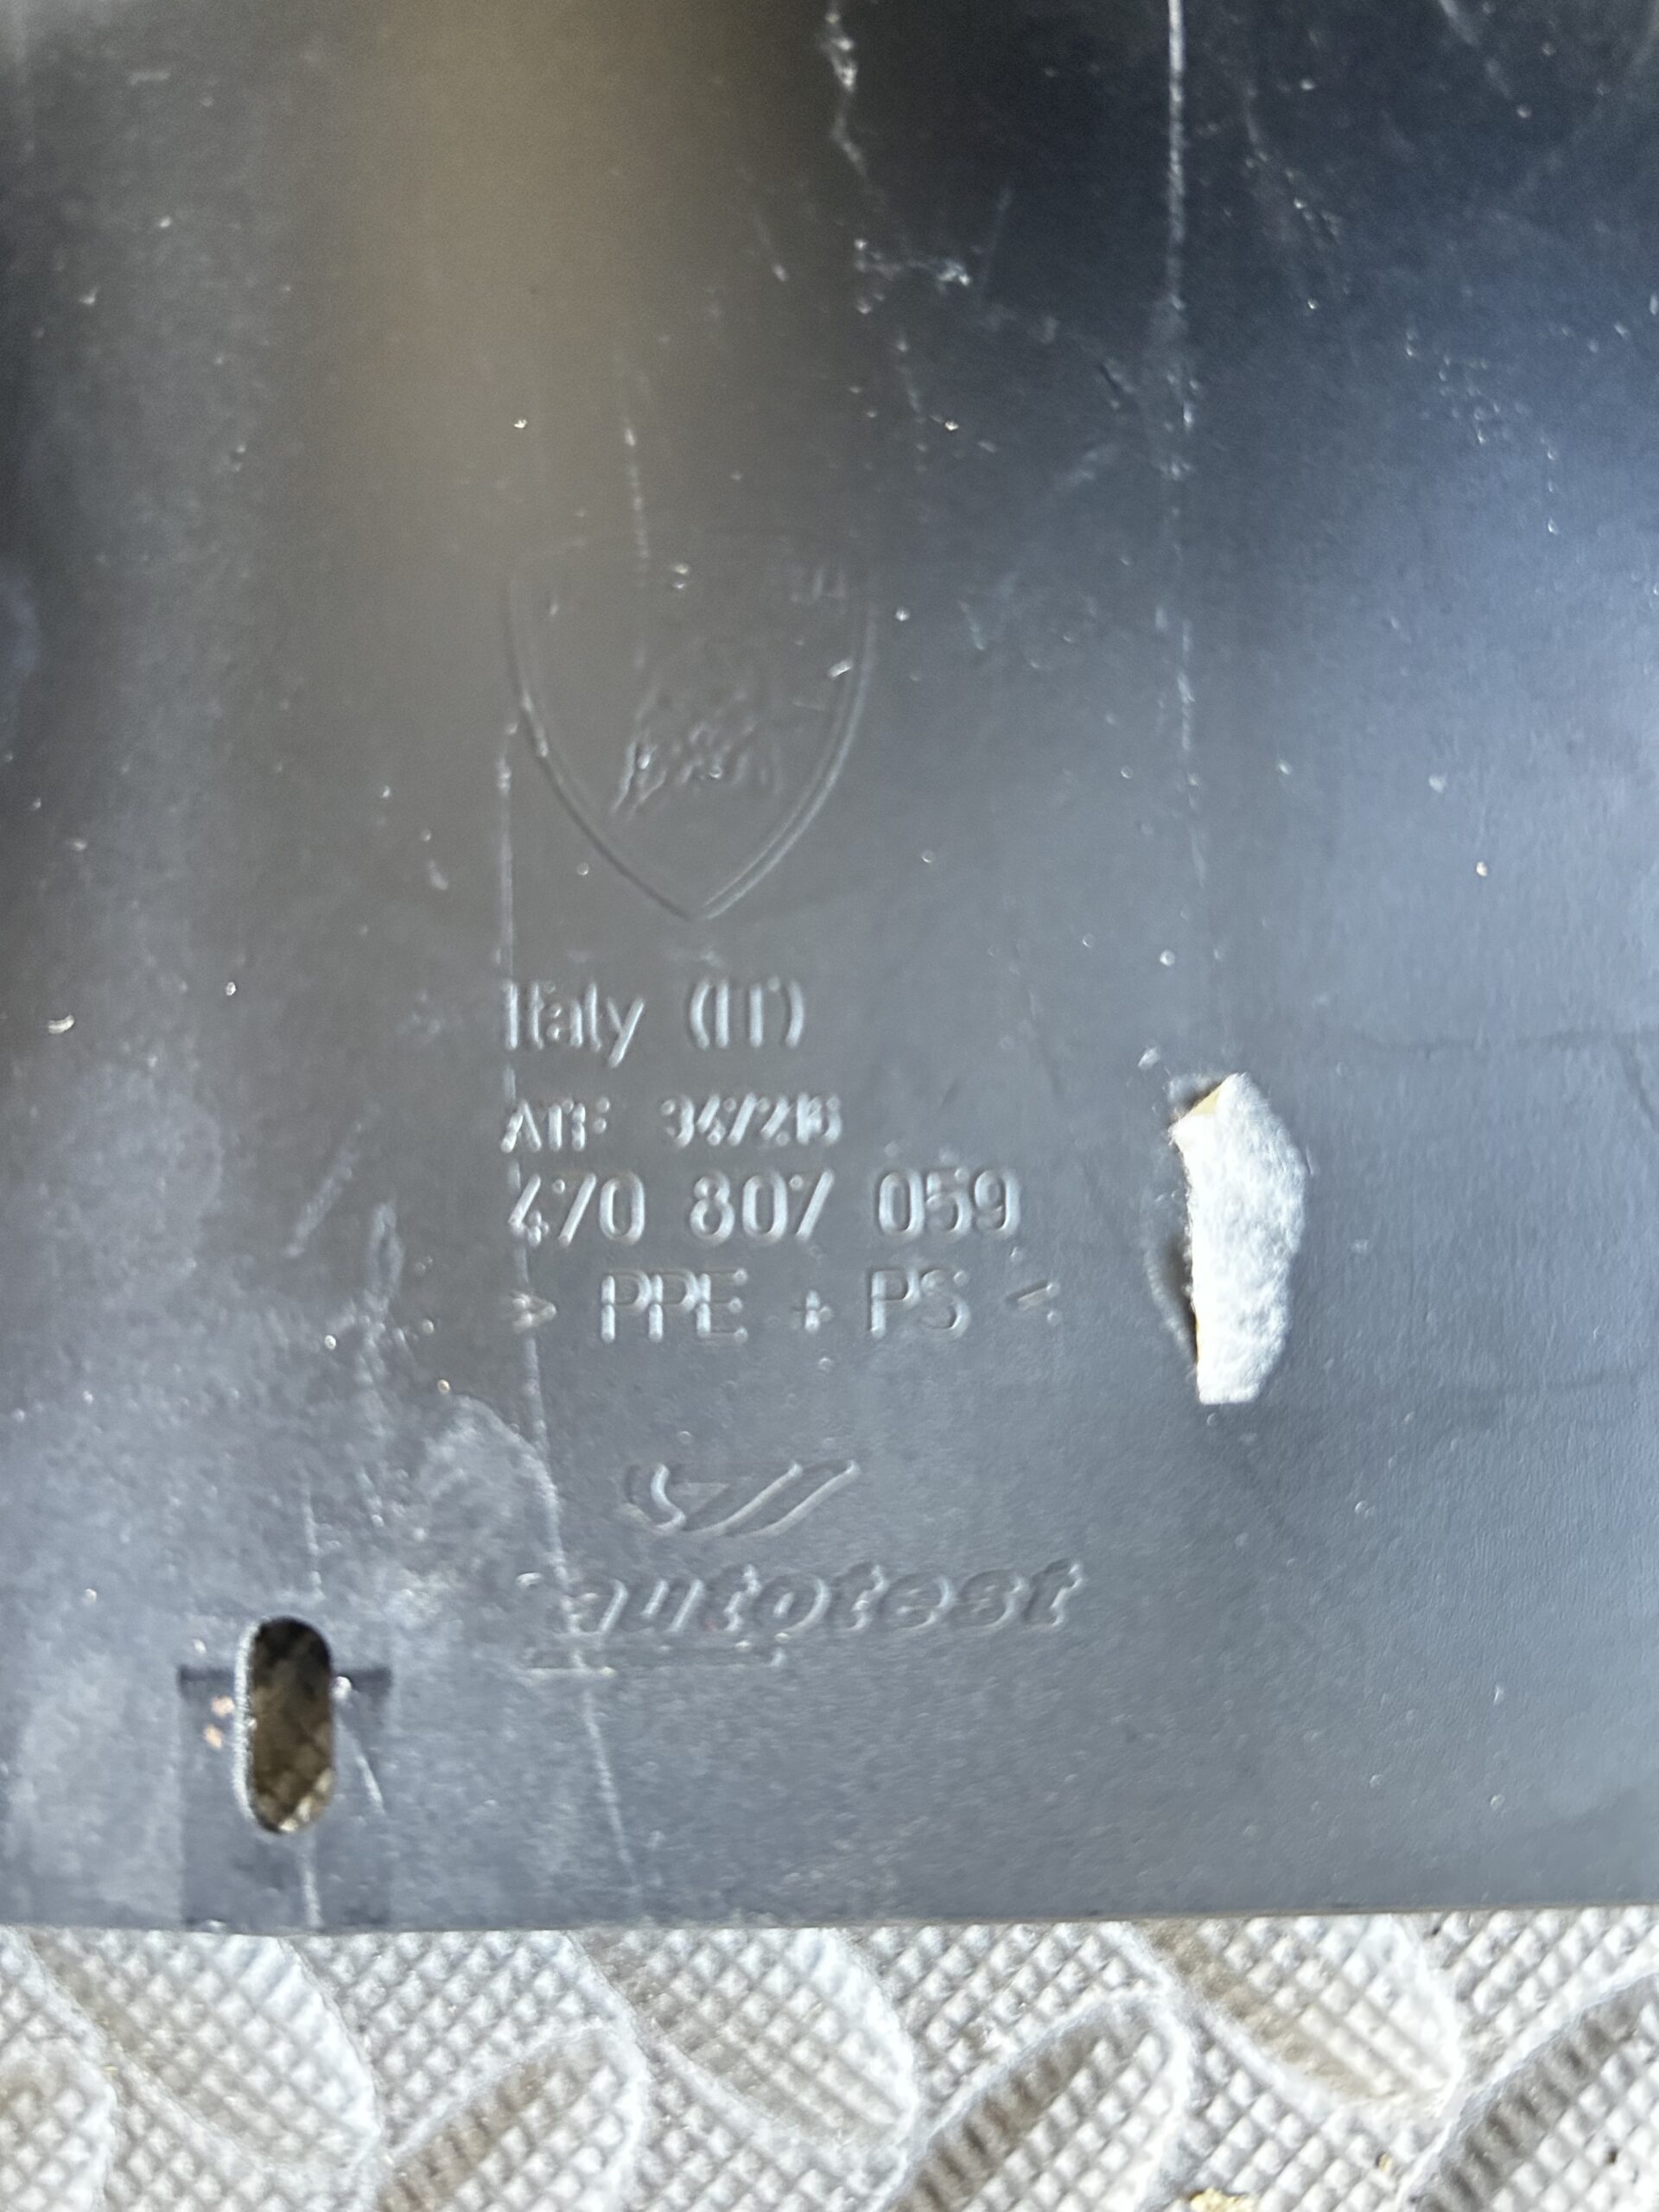 Italy (IT)
470 807 059
> PPE + PS <
autotest